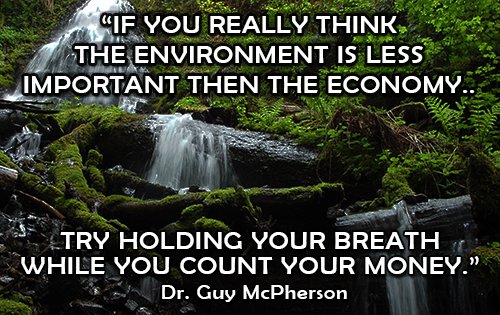 “IF YOU REALLY THINK
THE ENVIRONMENT IS LESS
IMPORTANT THEN THE ECONOMY..
TRY HOLDING YOUR BREATH
WHILE YOU COUNT YOUR MONEY.”
Dr. Guy McPherson